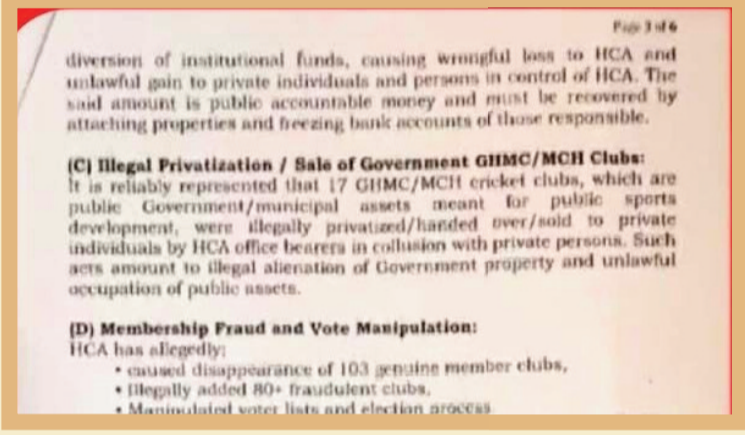 Page 3 of 6
diversion of institutional funds, causing wrongful loss to HCA and
unlawful gain to private individuals and persons in control of HCA. The
said amount is public accountable money and must be recovered by
attaching properties and freezing bank accounts of those responsible.
(C) Illegal Privatization / Sale of Government GHMC/MCH Clubs:
It is reliably represented that 17 GHMC/MCH cricket clubs, which are
public Government/municipal assets meant for public sports
development, were illegally privatized/handed over/sold to private
individuals by HCA office bearers in collusion with private persons. Such
acts amount to illegal alienation of Government property and unlawful
occupation of public assets.
(D) Membership Fraud and Vote Manipulation:
HCA has allegedly:
• caused disappearance of 103 genuine member clubs,
• Illegally added 80+ fraudulent clubs,
• Manipulated voter lists and election process